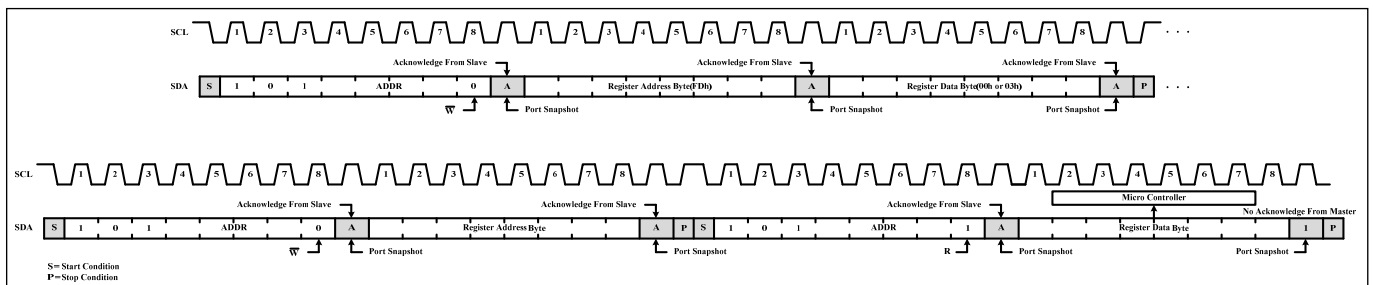 SCL 1 2 3 4 5 6 7 8 1 2 3 4 5 6 7 8 1 2 3 4 5 6 7 8 . . .
Acknowledge From Slave Acknowledge From Slave Acknowledge From Slave
SDA S 1 0 1 ADDR 0 A Register Address Byte(FDh) A Register Data Byte(00h or 03h) A P . . .
W Port Snapshot Port Snapshot Port Snapshot
SCL 1 2 3 4 5 6 7 8 1 2 3 4 5 6 7 8 1 2 3 4 5 6 7 8 1 2 3 4 5 6 7 8
Micro Controller
Acknowledge From Slave Acknowledge From Slave Acknowledge From Slave No Acknowledge From Master
SDA S 1 0 1 ADDR 0 A Register Address Byte A P S 1 0 1 ADDR 1 A Register Data Byte 1 P
W Port Snapshot Port Snapshot R Port Snapshot Port Snapshot
S=Start Condition
P=Stop Condition